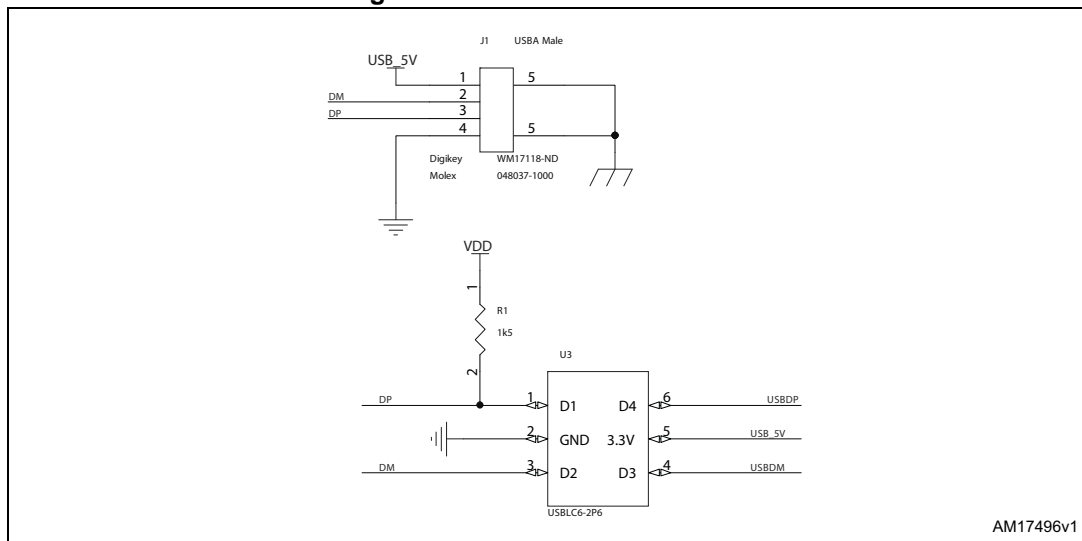 J1 USBA Male
USB_5V
1 5
DM 2
DP 3
4 5
Digikey WM17118-ND
Molex 048037-1000
VDD
1
R1
1k5
2
U3
DP 1 D1 D4 6 USBDP
2 GND 3.3V 5 USB_5V
DM 3 D2 D3 4 USBDM
USBLC6-2P6
AM17496v1